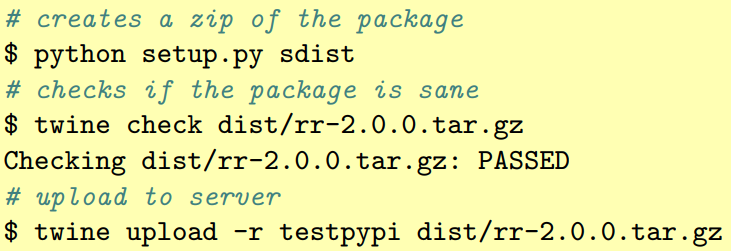 # creates a zip of the package
$ python setup.py sdist
# checks if the package is sane
$ twine check dist/rr-2.0.0.tar.gz
Checking dist/rr-2.0.0.tar.gz: PASSED
# upload to server
$ twine upload -r testpypi dist/rr-2.0.0.tar.gz